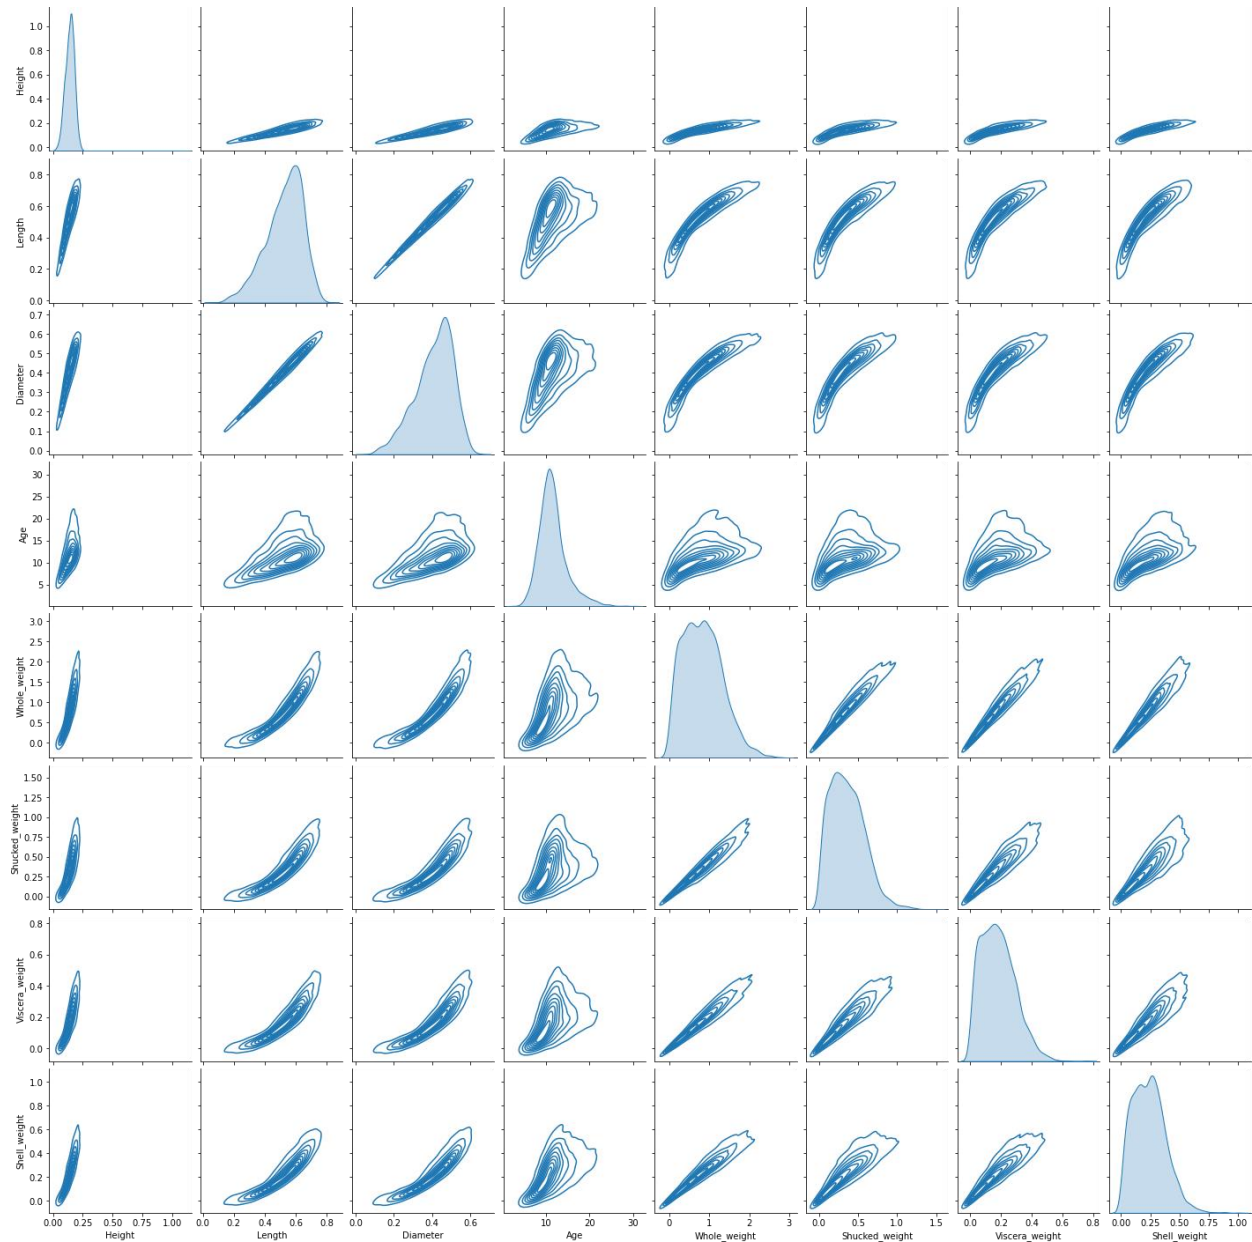 1.0
0.8
0.6
0.4
0.2
0.0
Height
0.8
0.6
0.4
0.2
0.0
Length
0.7
0.6
0.5
0.4
0.3
0.2
0.1
0.0
Diameter
30
25
20
15
10
5
Age
3.0
2.5
2.0
1.5
1.0
0.5
0.0
Whole_weight
1.50
1.25
1.00
0.75
0.50
0.25
0.00
Shucked_weight
0.8
0.6
0.4
0.2
0.0
Viscera_weight
1.0
0.8
0.6
0.4
0.2
0.0
Shell_weight
0.00 0.25 0.50 0.75 1.00
0.0 0.2 0.4 0.6 0.8
0.0 0.2 0.4 0.6
10 20 30
0 1 2 3
0.0 0.5 1.0 1.5
0.0 0.2 0.4 0.6 0.8
0.00 0.25 0.50 0.75 1.00
Height Length Diameter Age Whole_weight Shucked_weight Viscera_weight Shell_weight